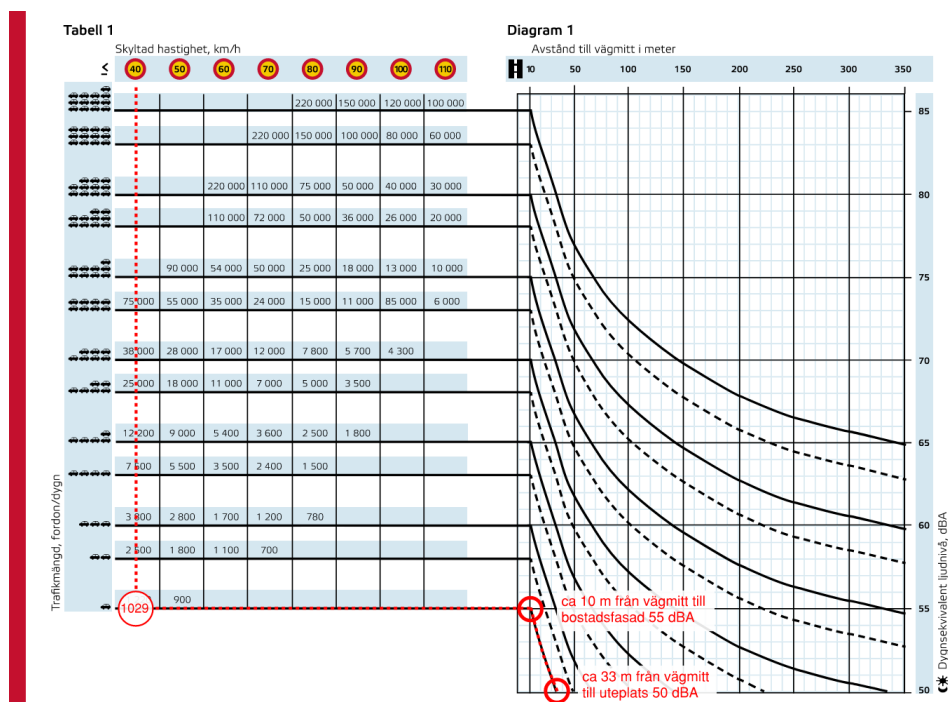 Tabell 1
Skyltad hastighet, km/h
≤ 40 50 60 70 80 90 100 110
220 000 150 000 120 000 100 000
220 000 150 000 100 000 80 000 60 000
220 000 110 000 75 000 50 000 40 000 30 000
110 000 72 000 50 000 36 000 26 000 20 000
90 000 54 000 50 000 25 000 18 000 13 000 10 000
75 000 55 000 35 000 24 000 15 000 11 000 85 000 6 000
38 000 28 000 17 000 12 000 7 800 5 700 4 300
25 000 18 000 11 000 7 000 5 000 3 500
12 200 9 000 5 400 3 600 2 500 1 800
5 500 3 500 2 400 1 500
2 800 1 700 1 200 780
1 800 1 100 700
900
1029
Trafikmängd, fordon/dygn
Diagram 1
Avstånd till vägmitt i meter
10 50 100 150 200 250 300 350
85
80
75
70
65
60
55
50
Dygnsekvivalent ljudnivå, dBA
ca 10 m från vägmitt till
bostadsfasad 55 dBA
ca 33 m från vägmitt
till uteplats 50 dBA